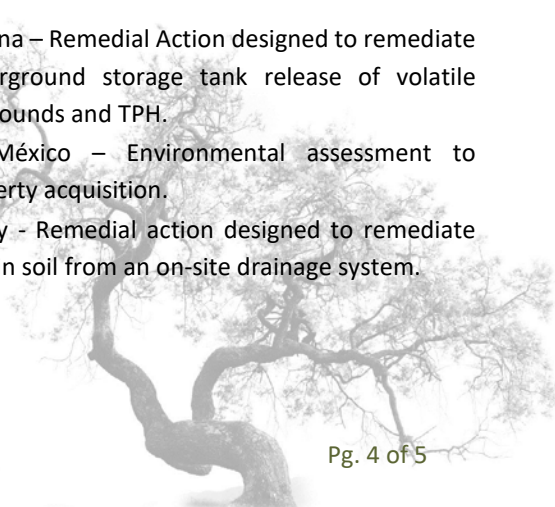 na – Remedial Action designed to remediate
rground storage tank release of volatile
ounds and TPH.
México – Environmental assessment to
erty acquisition.
y - Remedial action designed to remediate
n soil from an on-site drainage system.
Pg. 4 of 5